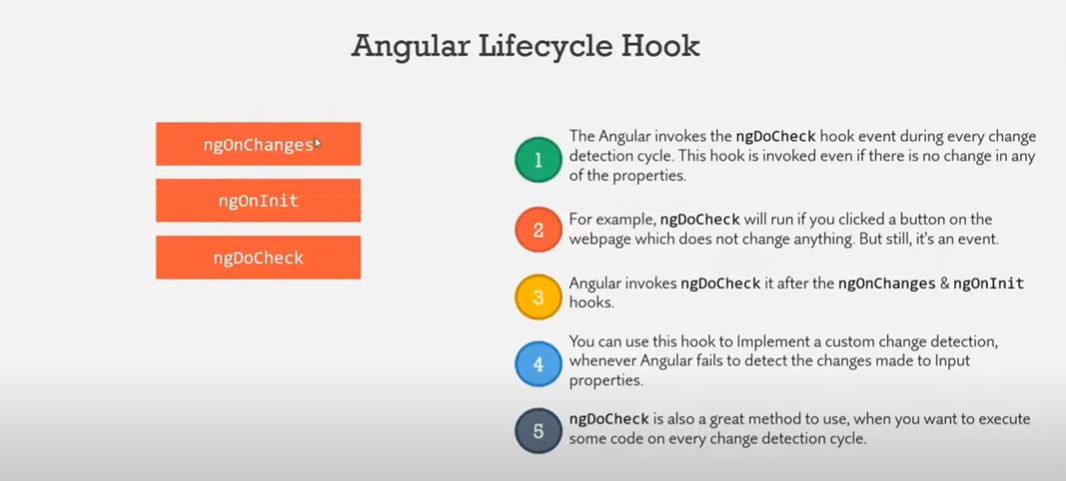 Angular Lifecycle Hook
ngOnChanges
ngOnInit
ngDoCheck
1
The Angular invokes the ngDoCheck hook event during every change
detection cycle. This hook is invoked even if there is no change in any
of the properties.
2
For example, ngDoCheck will run if you clicked a button on the
webpage which does not change anything. But still, it's an event.
3
Angular invokes ngDoCheck it after the ngOnChanges & ngOnInit
hooks.
4
You can use this hook to Implement a custom change detection,
whenever Angular fails to detect the changes made to Input
properties.
5
ngDoCheck is also a great method to use, when you want to execute
some code on every change detection cycle.